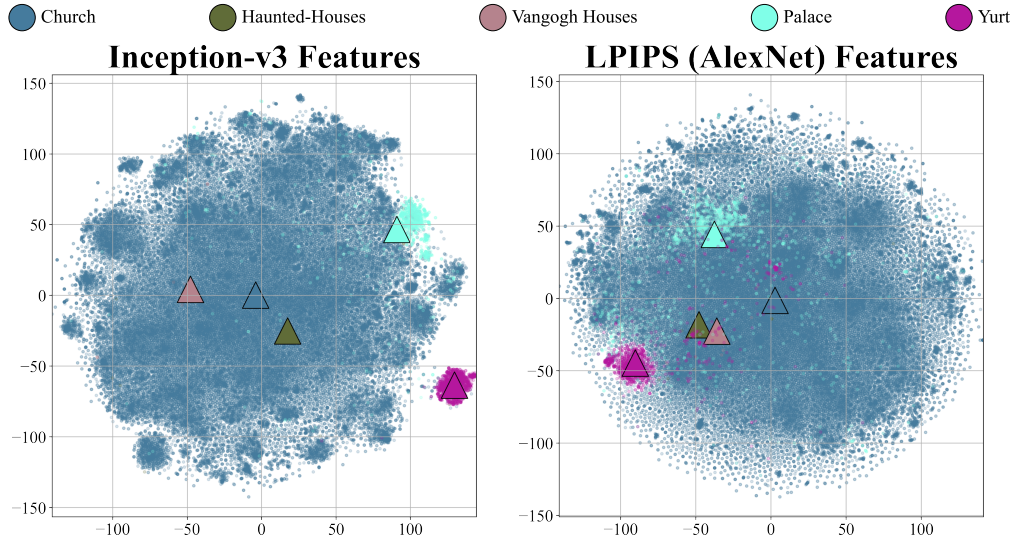 Church Haunted-Houses Vangogh Houses Palace Yurt
Inception-v3 Features
150
100
50
0
−50
−100
−150
−100 −50 0 50 100
LPIPS (AlexNet) Features
150
100
50
0
−50
−100
−150
−100 −50 0 50 100